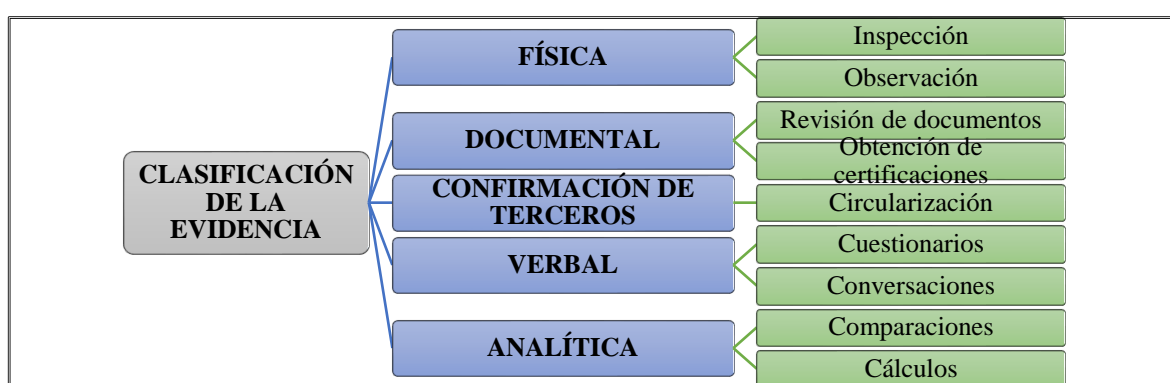 CLASIFICACIÓN
DE LA
EVIDENCIA
FÍSICA
Inspección
Observación
DOCUMENTAL
Revisión de documentos
Obtención de
certificaciones
CONFIRMACIÓN DE
TERCEROS
Circularización
VERBAL
Cuestionarios
Conversaciones
ANALÍTICA
Comparaciones
Cálculos